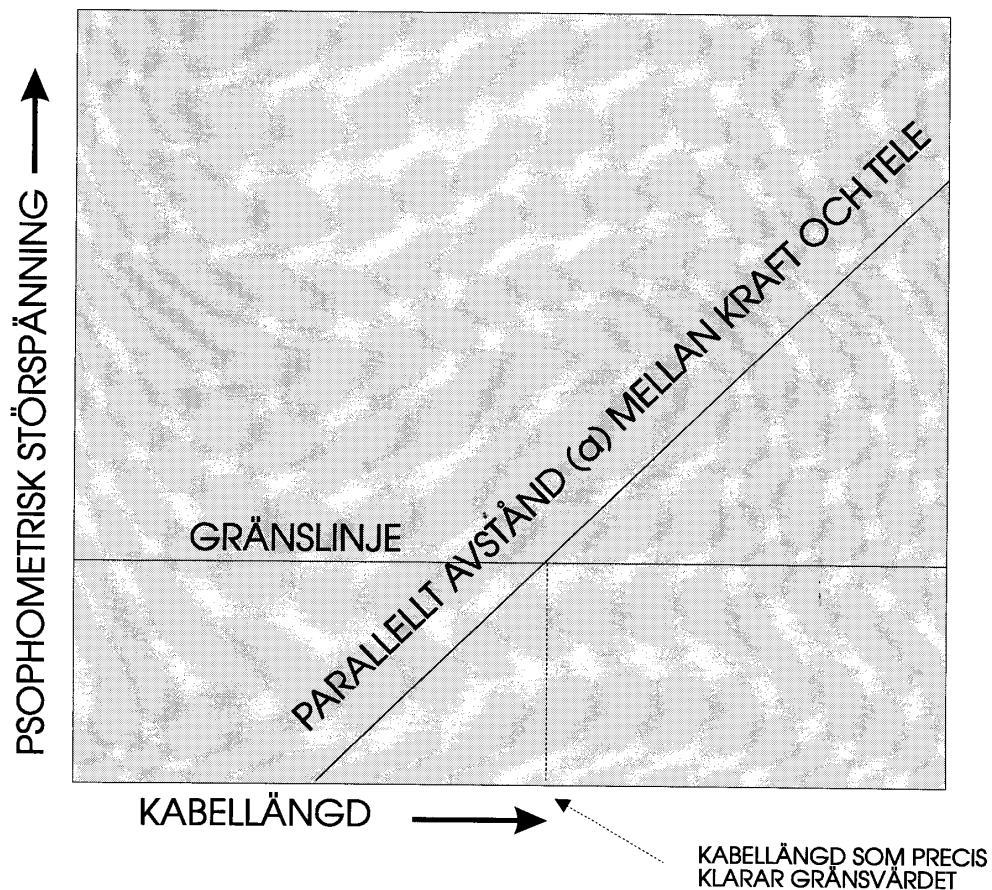 PSOPHOMETRISK STÖRSPÄNNING
PARALLELLT AVSTÅND (a) MELLAN KRAFT OCH TELE
GRÄNSLINJE
KABELLÄNGD
KABELLÄNGD SOM PRECIS
KLARAR GRÄNSVÄRDET